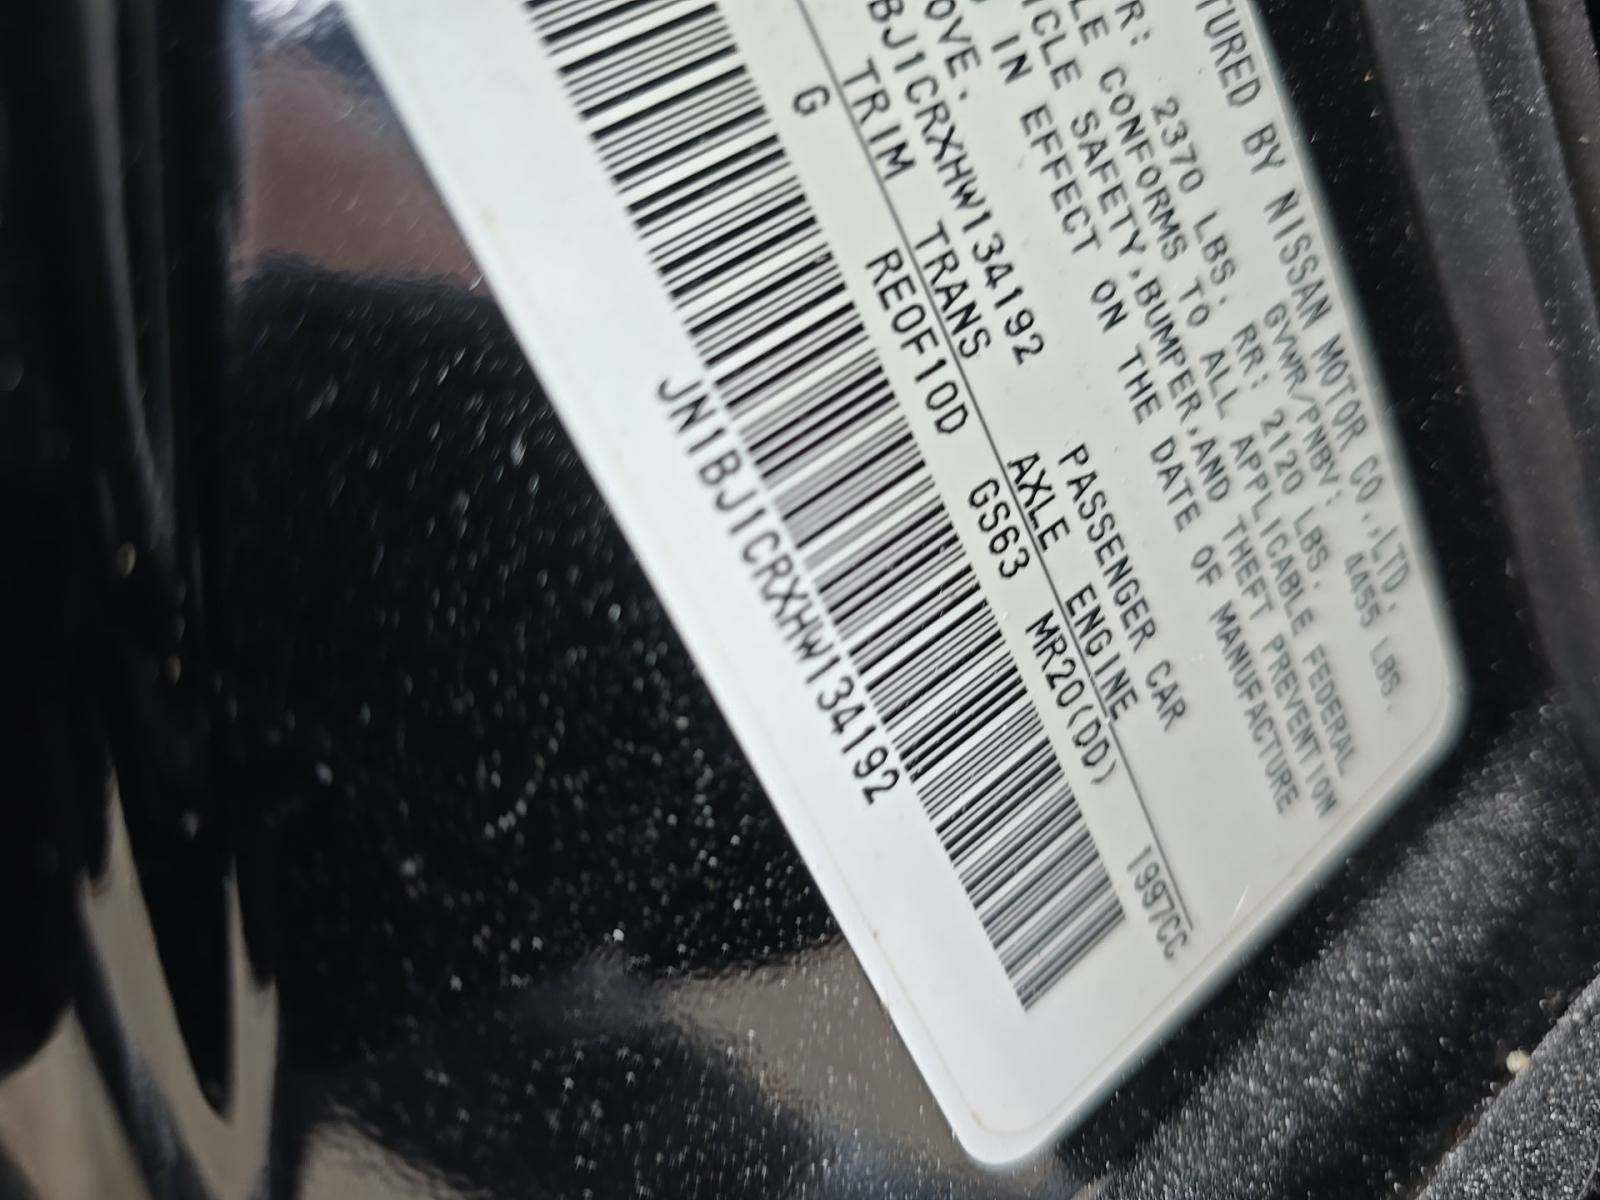 TURED BY NISSAN MOTOR CO.,LTD.
GVWR/PNBV: 4455 LBS.
R: 2370 LBS. RR: 2120 LBS.
LE CONFORMS TO ALL APPLICABLE FEDERAL
ICLE SAFETY,BUMPER,AND THEFT PREVENTION
IN EFFECT ON THE DATE OF MANUFACTURE
OVE.
BJ1CRXHW134192 PASSENGER CAR
TRIM TRANS AXLE ENGINE
G RE0F10D GS63 MR20(DD) 1997CC
JN1BJ1CRXHW134192